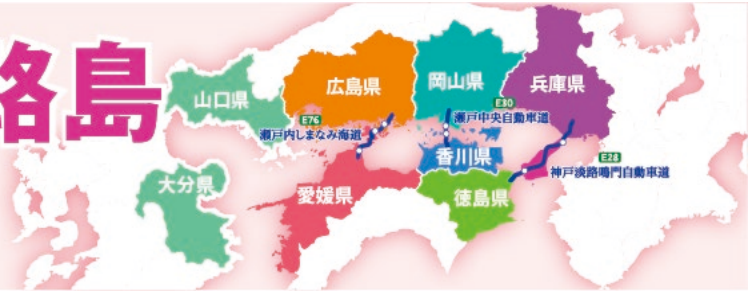 路島
山口県
広島県
岡山県
兵庫県
E76
瀬戸内しまなみ海道
E30
瀬戸中央自動車道
香川県
E28
神戸淡路鳴門自動車道
大分県
愛媛県
徳島県